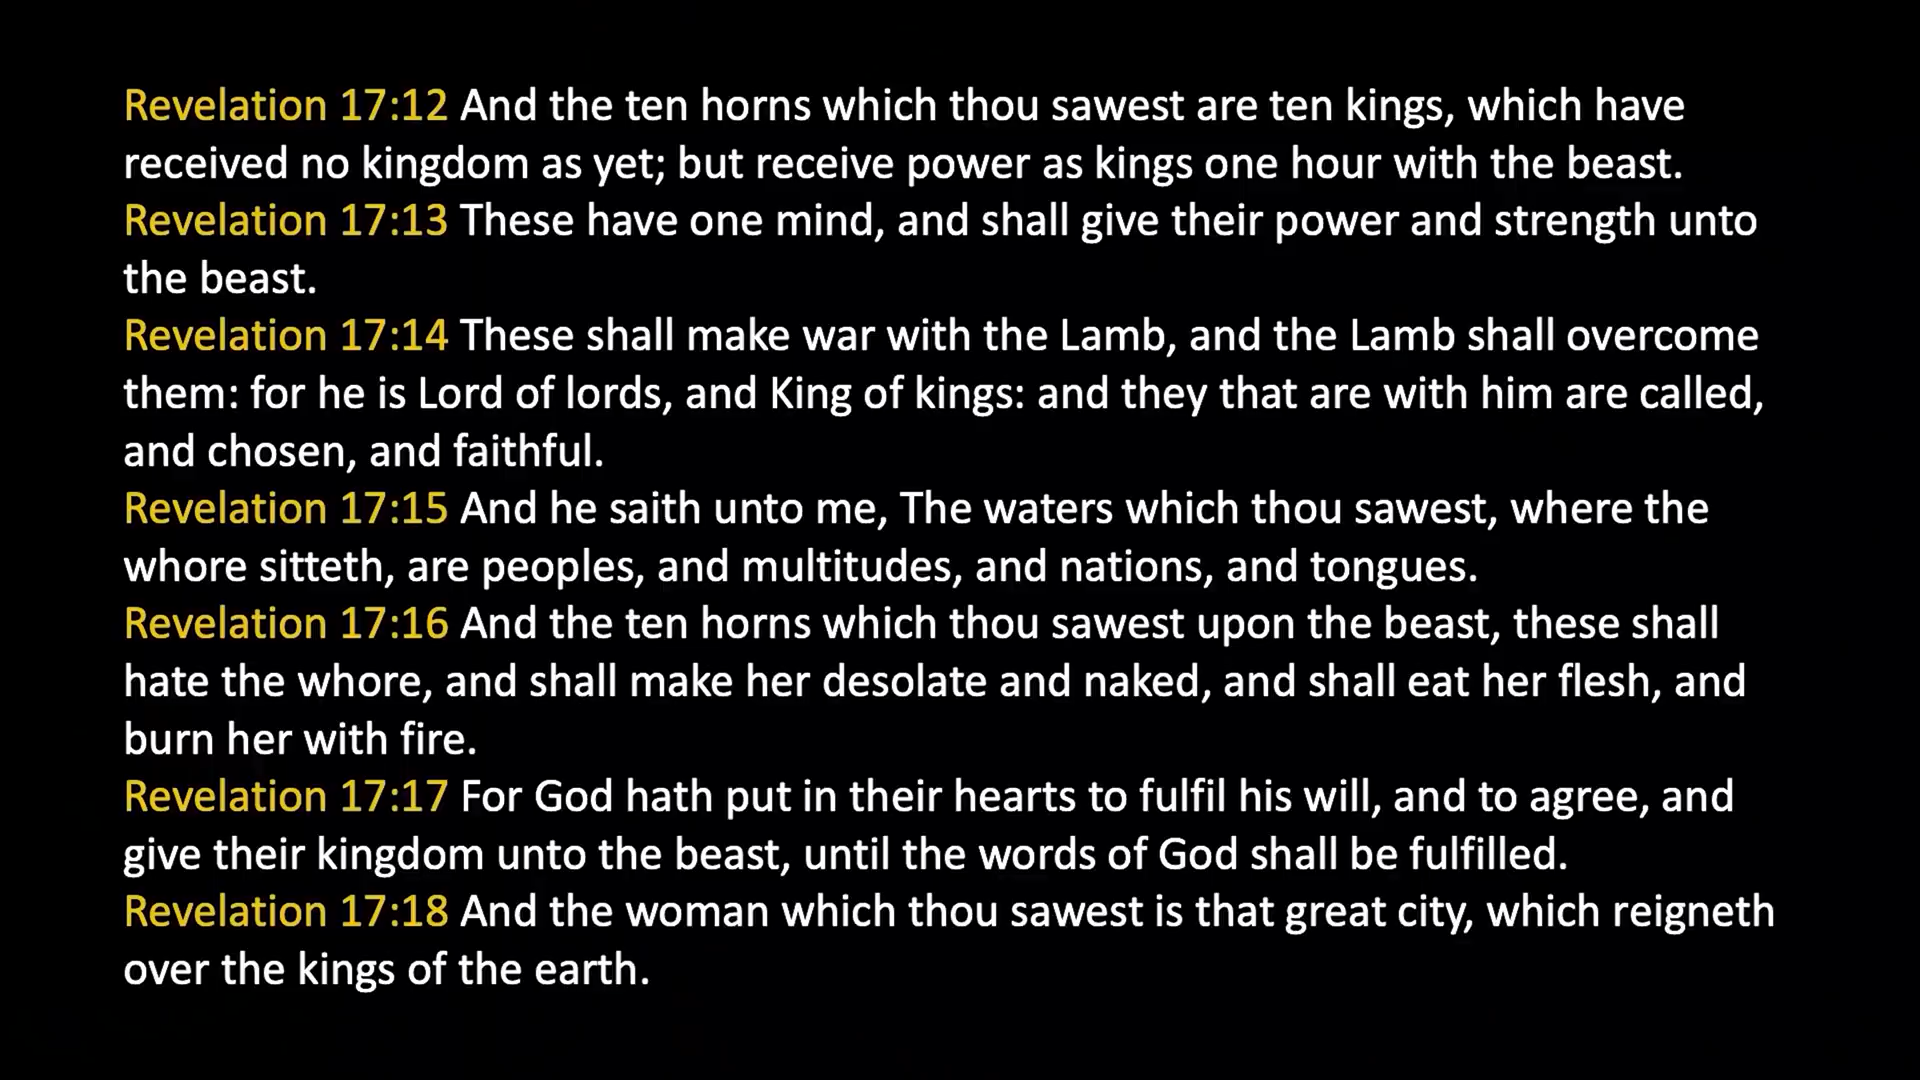 Revelation 17:12 And the ten horns which thou sawest are ten kings, which have
received no kingdom as yet; but receive power as kings one hour with the beast.
Revelation 17:13 These have one mind, and shall give their power and strength unto
the beast.
Revelation 17:14 These shall make war with the Lamb, and the Lamb shall overcome
them: for he is Lord of lords, and King of kings: and they that are with him are called,
and chosen, and faithful.
Revelation 17:15 And he saith unto me, The waters which thou sawest, where the
whore sitteth, are peoples, and multitudes, and nations, and tongues.
Revelation 17:16 And the ten horns which thou sawest upon the beast, these shall
hate the whore, and shall make her desolate and naked, and shall eat her flesh, and
burn her with fire.
Revelation 17:17 For God hath put in their hearts to fulfil his will, and to agree, and
give their kingdom unto the beast, until the words of God shall be fulfilled.
Revelation 17:18 And the woman which thou sawest is that great city, which reigneth
over the kings of the earth.